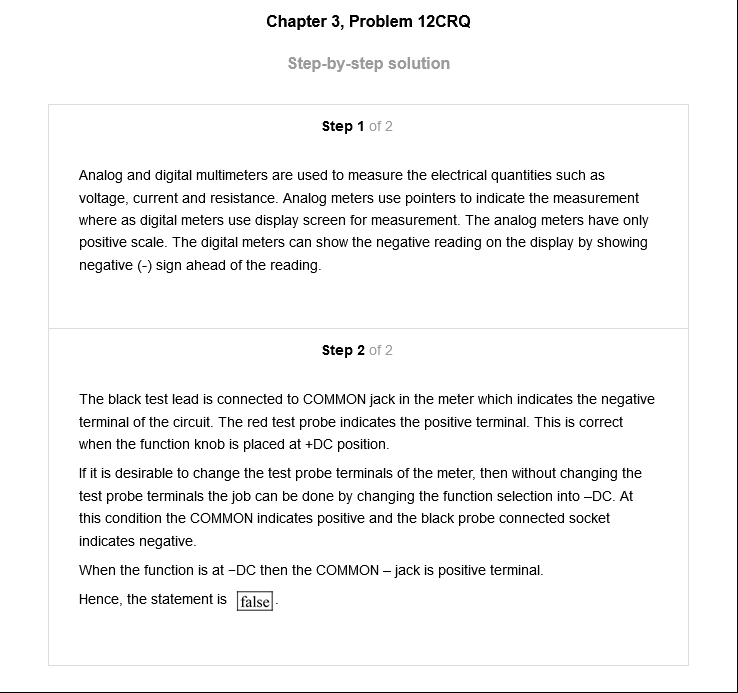 Chapter 3, Problem 12CRQ
Step-by-step solution
Step 1 of 2
Analog and digital multimeters are used to measure the electrical quantities such as
voltage, current and resistance. Analog meters use pointers to indicate the measurement
where as digital meters use display screen for measurement. The analog meters have only
positive scale. The digital meters can show the negative reading on the display by showing
negative (-) sign ahead of the reading.
Step 2 of 2
The black test lead is connected to COMMON jack in the meter which indicates the negative
terminal of the circuit. The red test probe indicates the positive terminal. This is correct
when the function knob is placed at +DC position.
If it is desirable to change the test probe terminals of the meter, then without changing the
test probe terminals the job can be done by changing the function selection into –DC. At
this condition the COMMON indicates positive and the black probe connected socket
indicates negative.
When the function is at −DC then the COMMON – jack is positive terminal.
Hence, the statement is false.